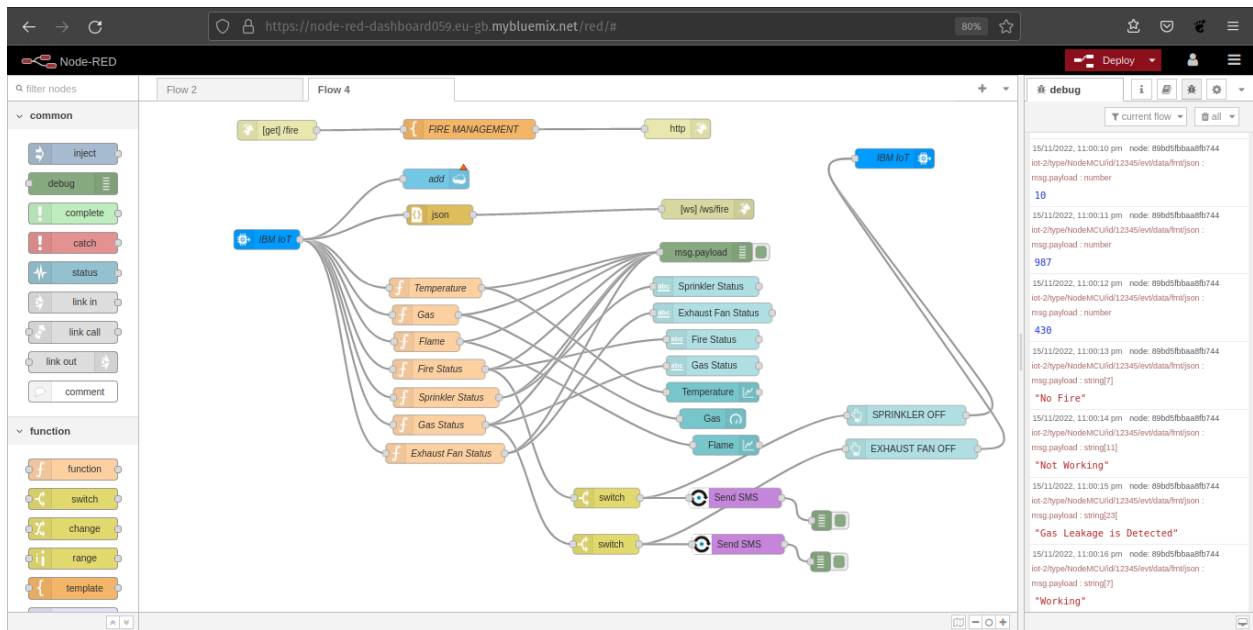 https://node-red-dashboard059.eu-gb.mybluemix.net/red/#
80%
Node-RED
Deploy
filter nodes
common
inject
debug
complete
catch
status
link in
link call
link out
comment
function
function
switch
change
range
template
Flow 2
Flow 4
[get] /fire
FIRE MANAGEMENT
http
IBM IoT
add
json
[ws] /ws/fire
IBM IoT
msg.payload
Temperature
Sprinkler Status
Gas
Exhaust Fan Status
Flame
Fire Status
Fire Status
Gas Status
Sprinkler Status
Temperature
Gas Status
Gas
SPRINKLER OFF
Exhaust Fan Status
Flame
EXHAUST FAN OFF
switch
Send SMS
switch
Send SMS
debug
i
current flow
all
15/11/2022, 11:00:10 pm node: 89bd5fbbaa8fb744
iot-2/type/NodeMCU/id/12345/evt/data/fmt/json :
msg.payload : number
10
15/11/2022, 11:00:11 pm node: 89bd5fbbaa8fb744
iot-2/type/NodeMCU/id/12345/evt/data/fmt/json :
msg.payload : number
987
15/11/2022, 11:00:12 pm node: 89bd5fbbaa8fb744
iot-2/type/NodeMCU/id/12345/evt/data/fmt/json :
msg.payload : number
430
15/11/2022, 11:00:13 pm node: 89bd5fbbaa8fb744
iot-2/type/NodeMCU/id/12345/evt/data/fmt/json :
msg.payload : string[7]
"No Fire"
15/11/2022, 11:00:14 pm node: 89bd5fbbaa8fb744
iot-2/type/NodeMCU/id/12345/evt/data/fmt/json :
msg.payload : string[11]
"Not Working"
15/11/2022, 11:00:15 pm node: 89bd5fbbaa8fb744
iot-2/type/NodeMCU/id/12345/evt/data/fmt/json :
msg.payload : string[23]
"Gas Leakage is Detected"
15/11/2022, 11:00:16 pm node: 89bd5fbbaa8fb744
iot-2/type/NodeMCU/id/12345/evt/data/fmt/json :
msg.payload : string[7]
"Working"